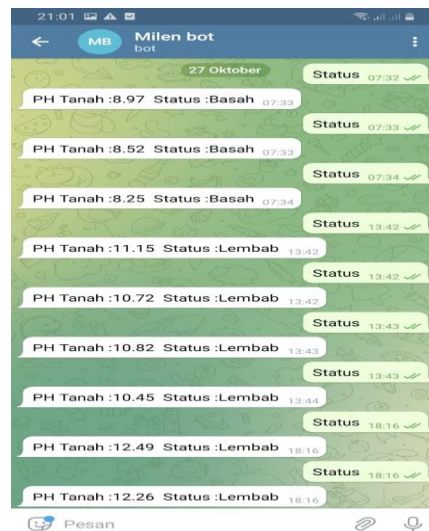 21:01
MB
Milen bot
bot
27 Oktober
Status 07:32
PH Tanah :8.97 Status :Basah 07:33
Status 07:33
PH Tanah :8.52 Status :Basah 07:33
Status 07:34
PH Tanah :8.25 Status :Basah 07:34
Status 13:42
PH Tanah :11.15 Status :Lembab 13:42
Status 13:42
PH Tanah :10.72 Status :Lembab 13:42
Status 13:43
PH Tanah :10.82 Status :Lembab 13:43
Status 13:43
PH Tanah :10.45 Status :Lembab 13:44
Status 18:16
PH Tanah :12.49 Status :Lembab 18:16
Status 18:16
PH Tanah :12.26 Status :Lembab 18:16
Pesan